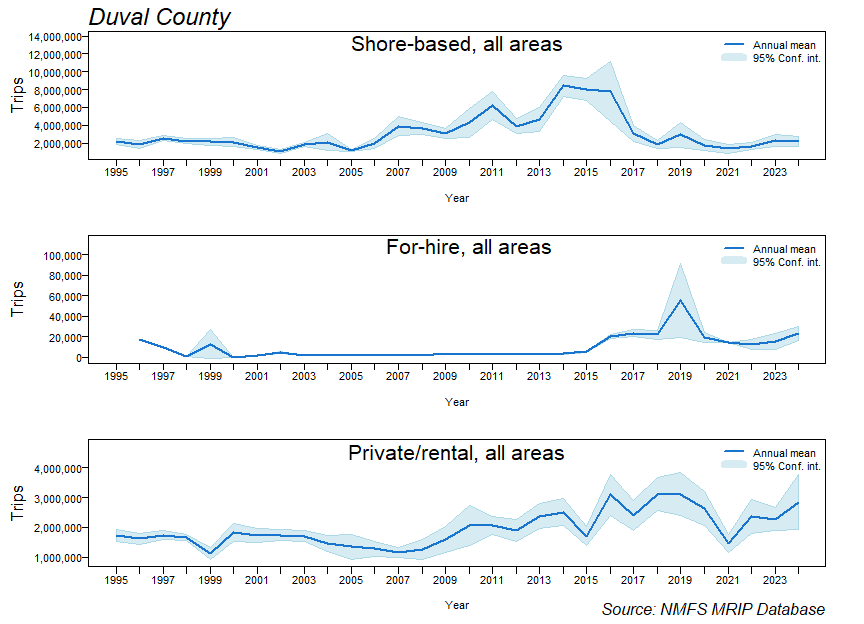 Duval County
Shore-based, all areas
Annual mean
95% Conf. int.
Trips
14,000,000
12,000,000
10,000,000
8,000,000
6,000,000
4,000,000
2,000,000
1995 1997 1999 2001 2003 2005 2007 2009 2011 2013 2015 2017 2019 2021 2023
Year
For-hire, all areas
Annual mean
95% Conf. int.
Trips
100,000
80,000
60,000
40,000
20,000
0
1995 1997 1999 2001 2003 2005 2007 2009 2011 2013 2015 2017 2019 2021 2023
Year
Private/rental, all areas
Annual mean
95% Conf. int.
Trips
4,000,000
3,000,000
2,000,000
1,000,000
1995 1997 1999 2001 2003 2005 2007 2009 2011 2013 2015 2017 2019 2021 2023
Year
Source: NMFS MRIP Database